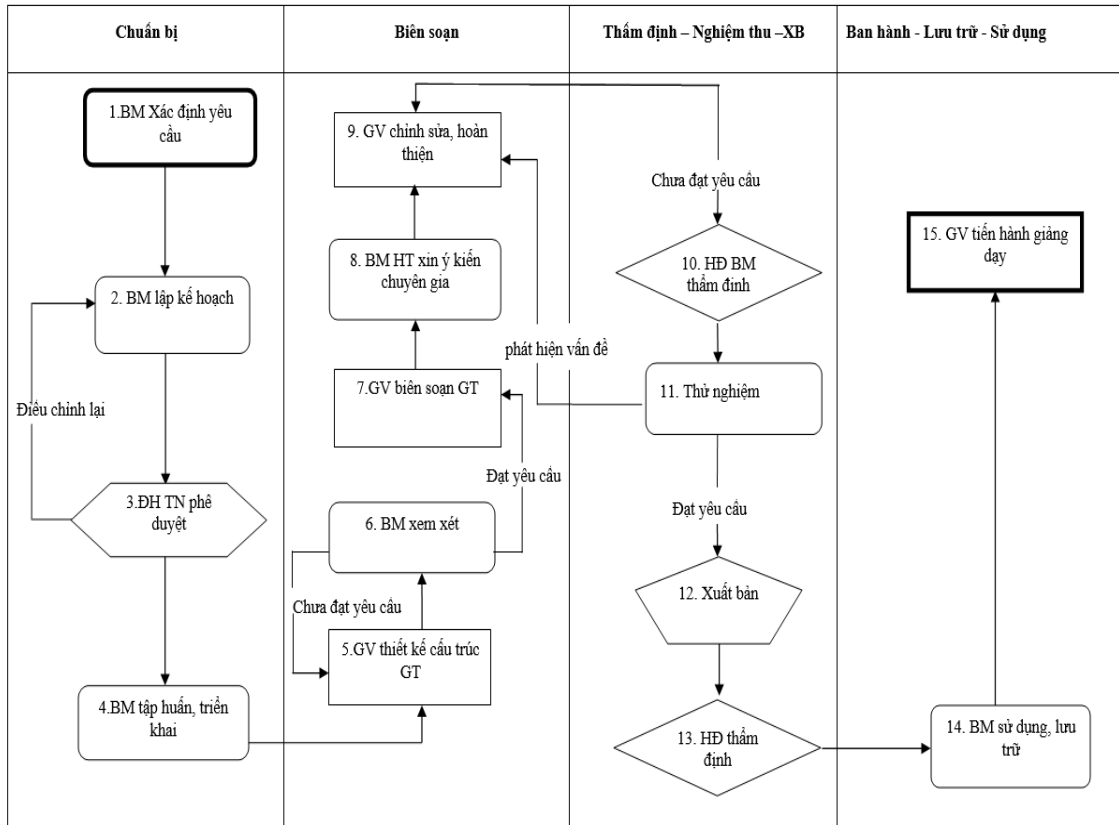 Chuẩn bị
Biên soạn
Thẩm định – Nghiệm thu –XB
Ban hành - Lưu trữ - Sử dụng
1.BM Xác định yêu
cầu
2. BM lập kế hoạch
Điều chỉnh lại
3.ĐH TN phê
duyệt
4.BM tập huấn, triển
khai
9. GV chỉnh sửa, hoàn
thiện
8. BM HT xin ý kiến
chuyên gia
7.GV biên soạn GT
Đạt yêu cầu
6. BM xem xét
Chưa đạt yêu cầu
5.GV thiết kế cấu trúc
GT
Chưa đạt yêu cầu
10. HĐ BM
thẩm đinh
phát hiện vấn đề
11. Thử nghiệm
Đạt yêu cầu
12. Xuất bản
13. HĐ thẩm
định
15. GV tiến hành giảng
dạy
14. BM sử dụng, lưu
trữ